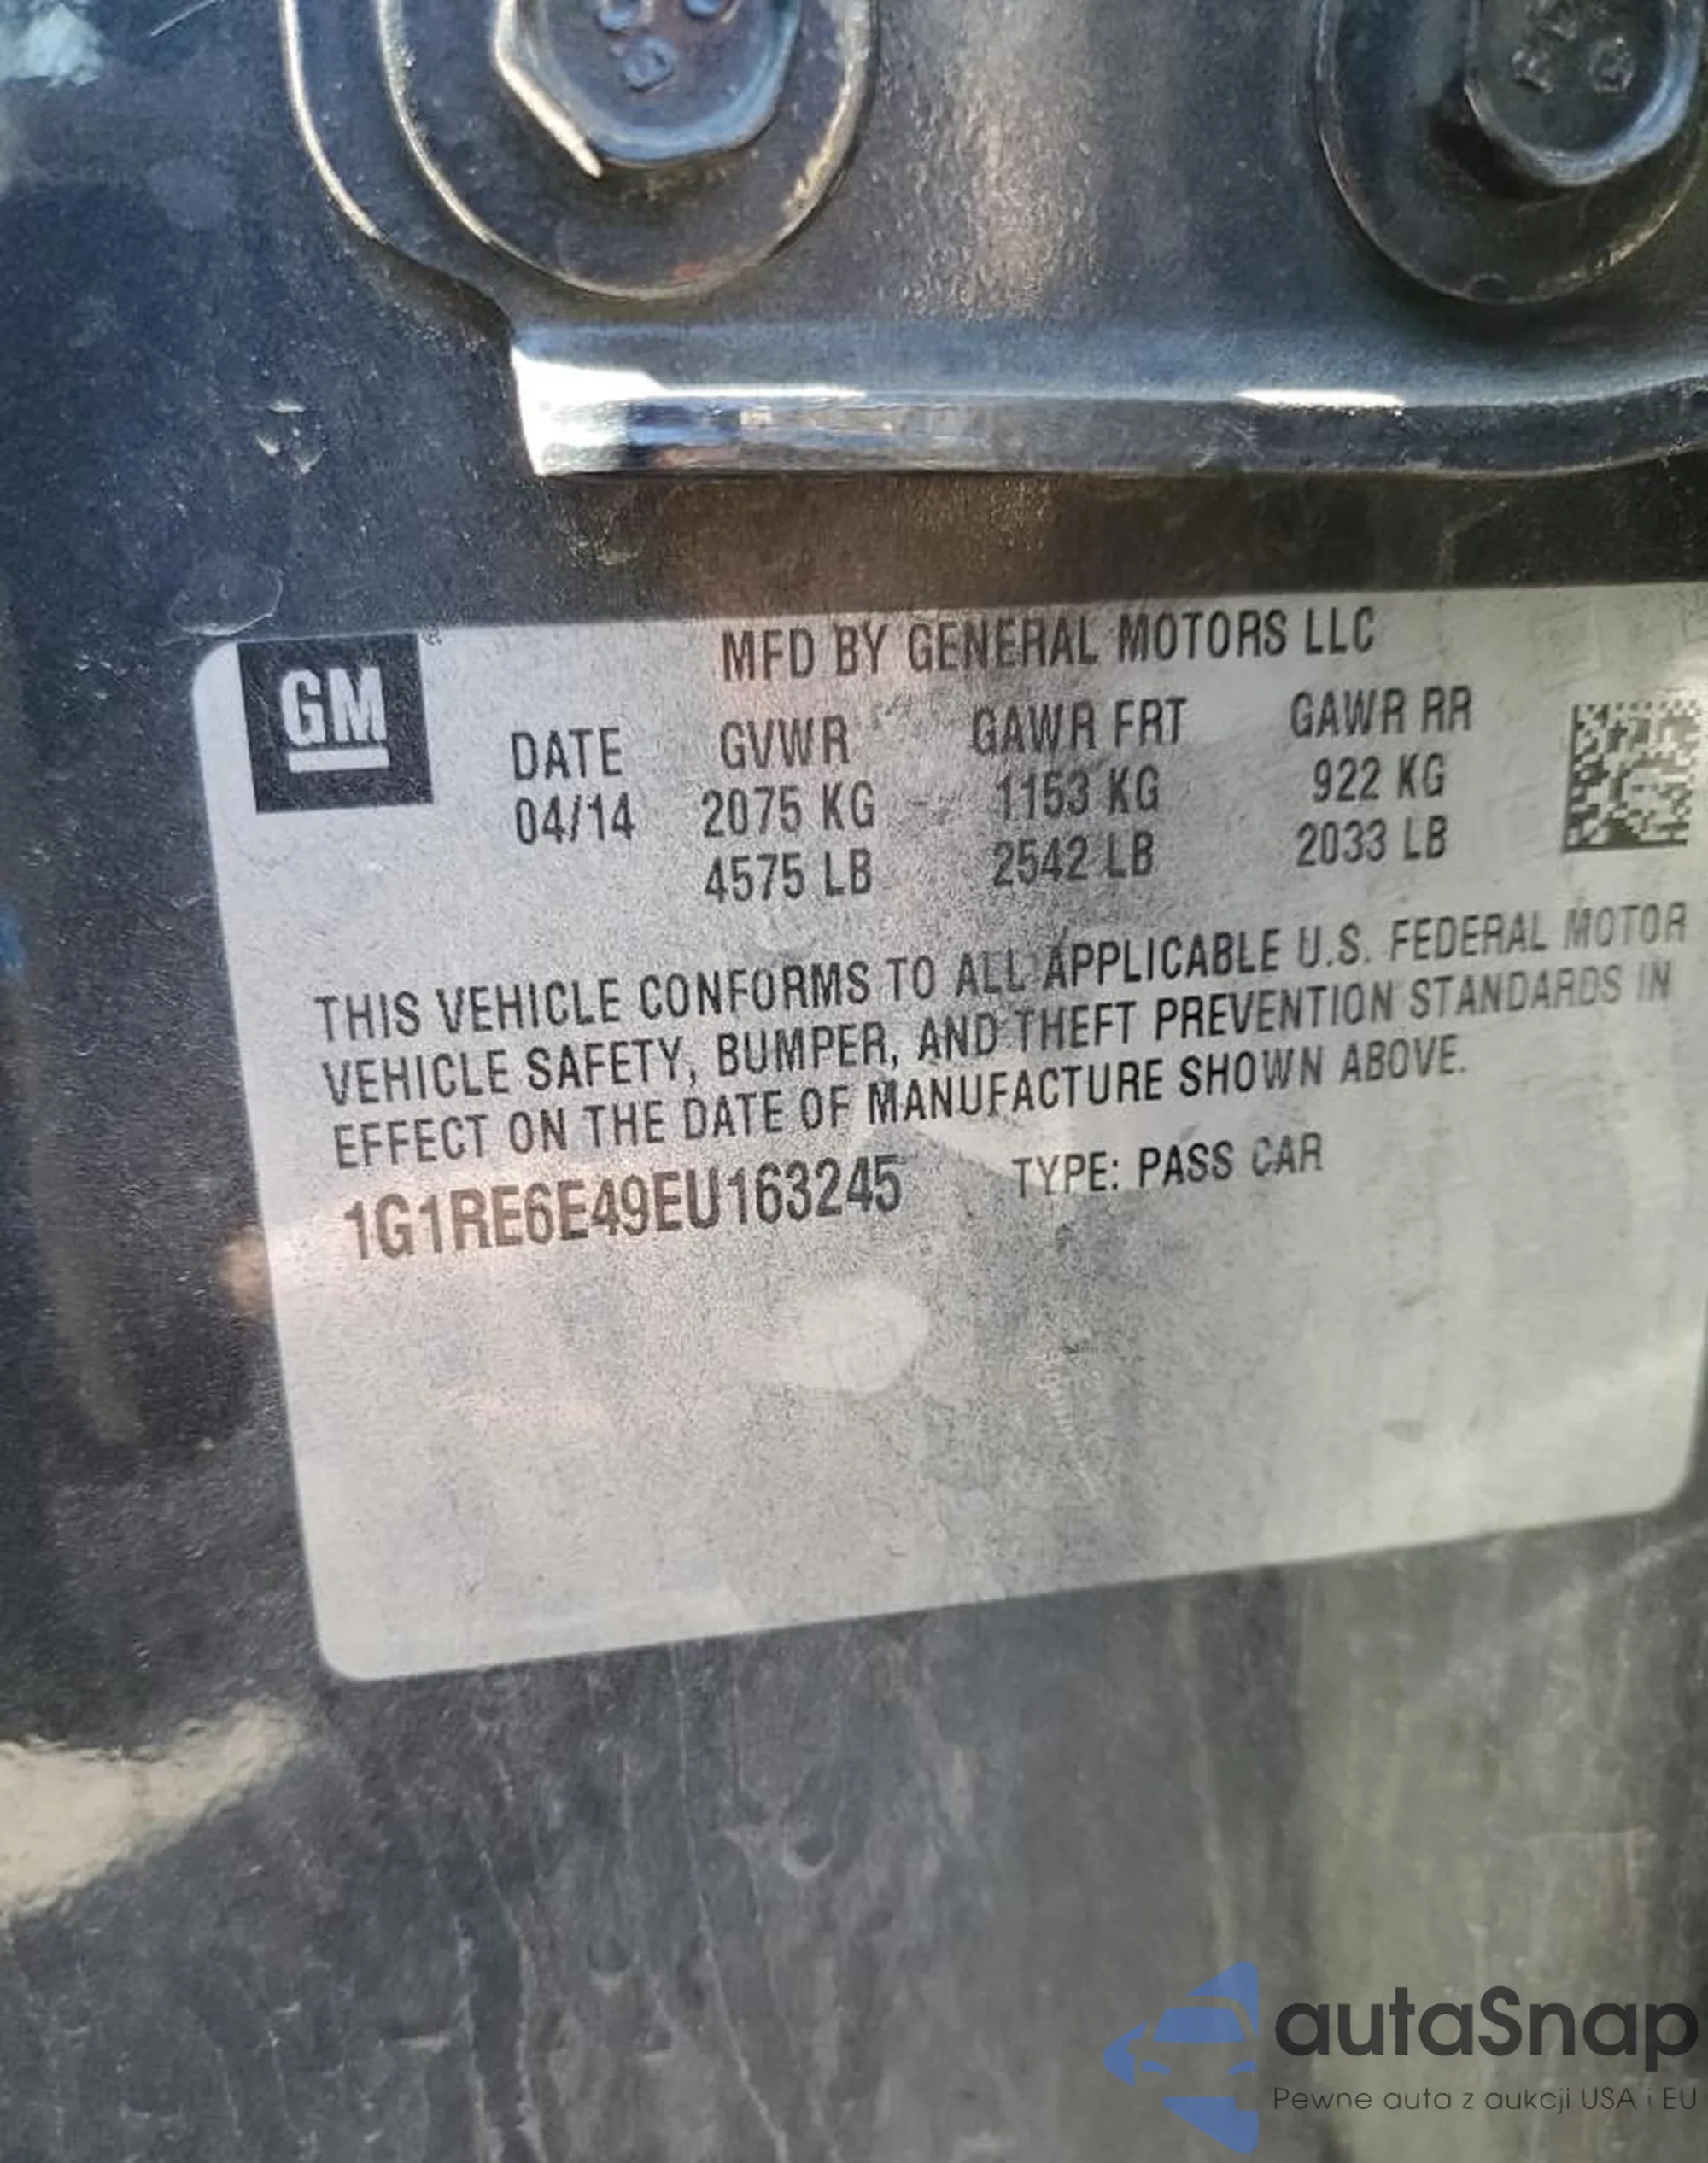 GM
MFD BY GENERAL MOTORS LLC
DATE GVWR GAWR FRT GAWR RR
04/14 2075 KG 1153 KG 922 KG
4575 LB 2542 LB 2033 LB
THIS VEHICLE CONFORMS TO ALL APPLICABLE U.S. FEDERAL MOTOR
VEHICLE SAFETY, BUMPER, AND THEFT PREVENTION STANDARDS IN
EFFECT ON THE DATE OF MANUFACTURE SHOWN ABOVE.
1G1RE6E49EU163245 TYPE: PASS CAR
autaSnap
Pewne auta z aukcji USA i EU